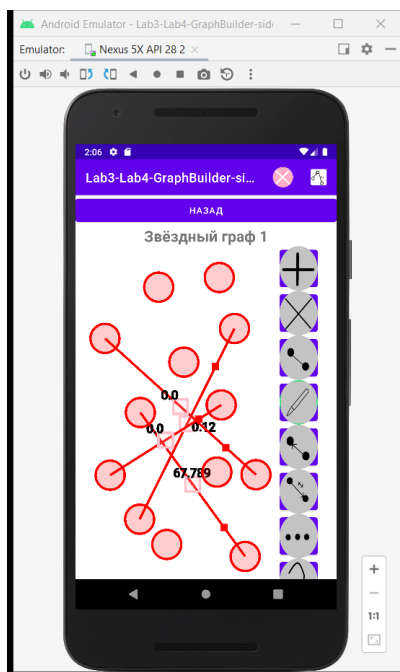 Android Emulator - Lab3-Lab4-GraphBuilder-side
Emulator: Nexus 5X API 28 2
2:06
Lab3-Lab4-GraphBuilder-si...
НАЗАД
Звёздный граф 1
0.0
0.0
0.12
67.789
1:1